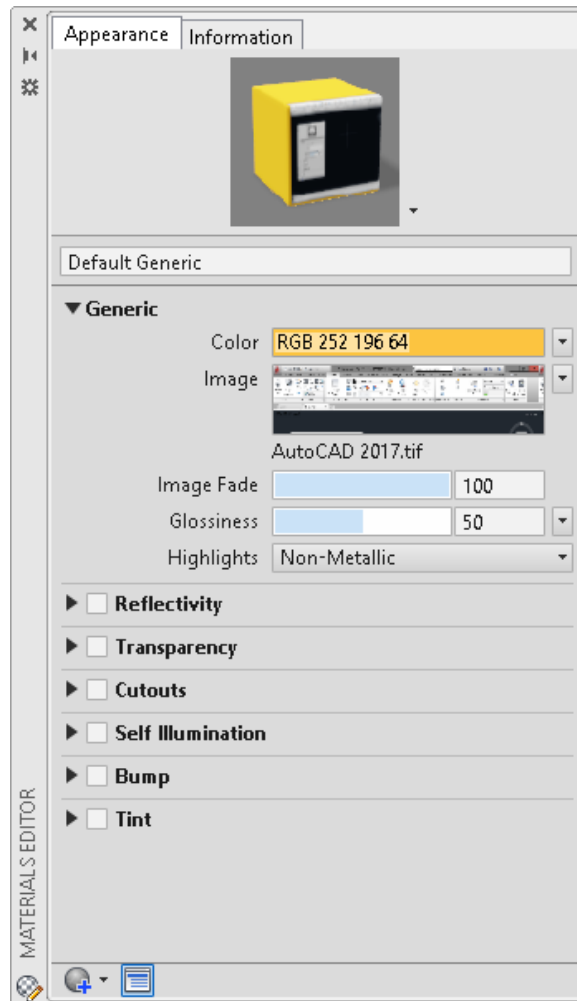 Appearance
Information
Default Generic
Generic
Color RGB 252 196 64
Image
AutoCAD 2017.tif
Image Fade 100
Glossiness 50
Highlights Non-Metallic
Reflectivity
Transparency
Cutouts
Self Illumination
Bump
Tint
MATERIALS EDITOR